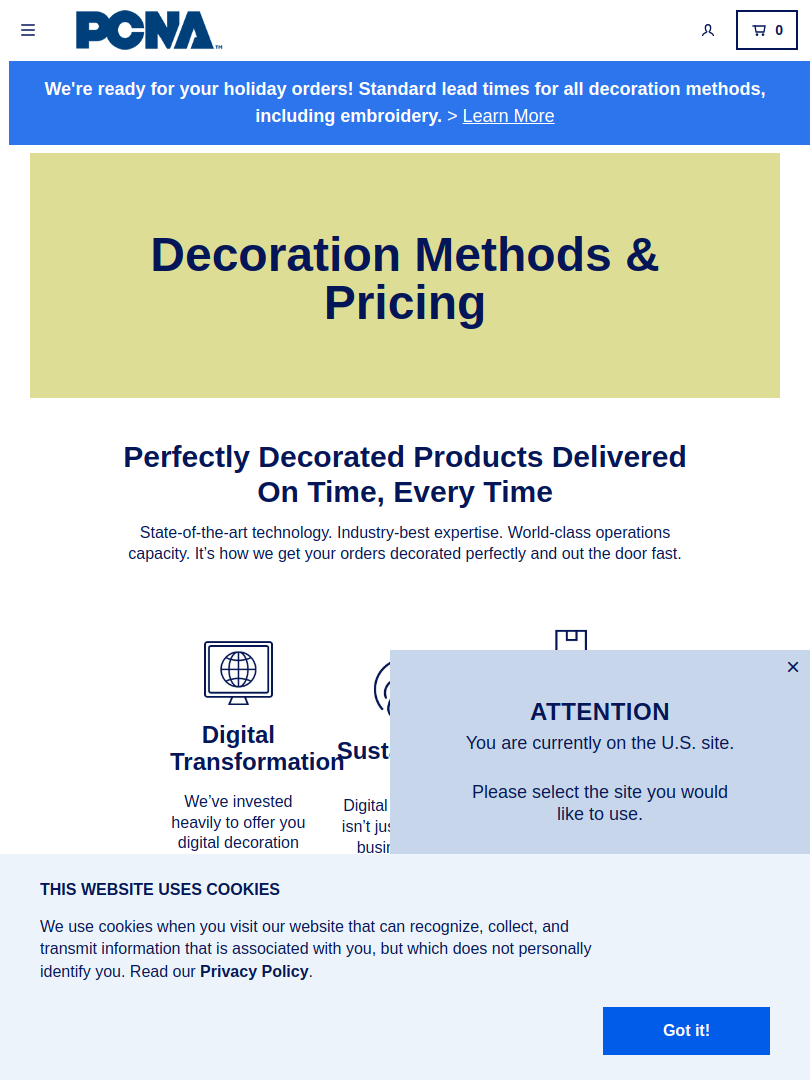 PCNA™
0
We're ready for your holiday orders! Standard lead times for all decoration methods,
including embroidery. > Learn More
Decoration Methods &
Pricing
Perfectly Decorated Products Delivered
On Time, Every Time
State-of-the-art technology. Industry-best expertise. World-class operations
capacity. It’s how we get your orders decorated perfectly and out the door fast.
Digital
Transformation
We’ve invested
heavily to offer you
digital decoration
Digital
isn’t
×
ATTENTION
You are currently on the U.S. site.
Please select the site you would
like to use.
THIS WEBSITE USES COOKIES
We use cookies when you visit our website that can recognize, collect, and
transmit information that is associated with you, but which does not personally
identify you. Read our Privacy Policy.
Got it!